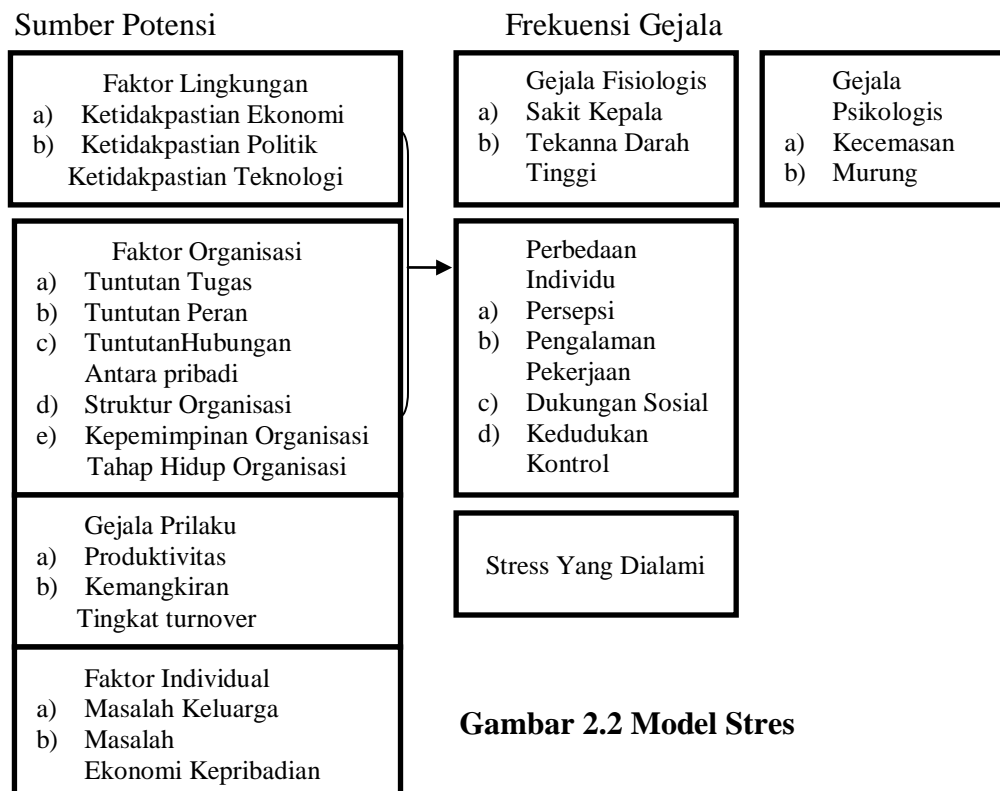 Sumber Potensi
Faktor Lingkungan
a) Ketidakpastian Ekonomi
b) Ketidakpastian Politik
Ketidakpastian Teknologi
Faktor Organisasi
a) Tuntutan Tugas
b) Tuntutan Peran
c) TuntutanHubungan
Antara pribadi
d) Struktur Organisasi
e) Kepemimpinan Organisasi
Tahap Hidup Organisasi
Gejala Prilaku
a) Produktivitas
b) Kemangkiran
Tingkat turnover
Faktor Individual
a) Masalah Keluarga
b) Masalah
Ekonomi Kepribadian
Frekuensi Gejala
Gejala Fisiologis
a) Sakit Kepala
b) Tekanna Darah
Tinggi
Gejala
Psikologis
a) Kecemasan
b) Murung
Perbedaan
Individu
a) Persepsi
b) Pengalaman
Pekerjaan
c) Dukungan Sosial
d) Kedudukan
Kontrol
Stress Yang Dialami
Gambar 2.2 Model Stres